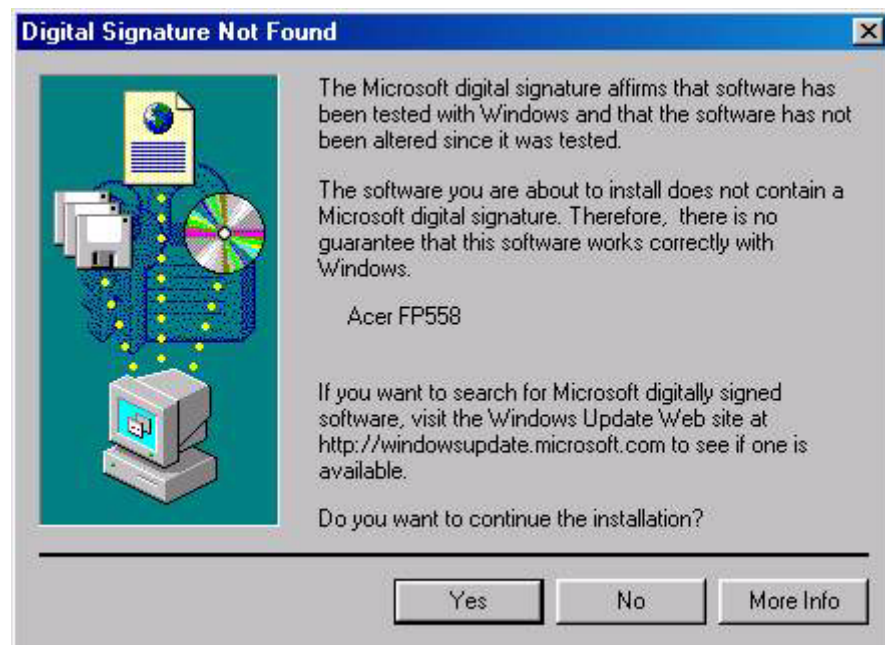 Digital Signature Not Found
The Microsoft digital signature affirms that software has
been tested with Windows and that the software has not
been altered since it was tested.
The software you are about to install does not contain a
Microsoft digital signature. Therefore, there is no
guarantee that this software works correctly with
Windows.
Acer FP558
If you want to search for Microsoft digitally signed
software, visit the Windows Update Web site at
http://windowsupdate.microsoft.com to see if one is
available.
Do you want to continue the installation?
Yes No More Info